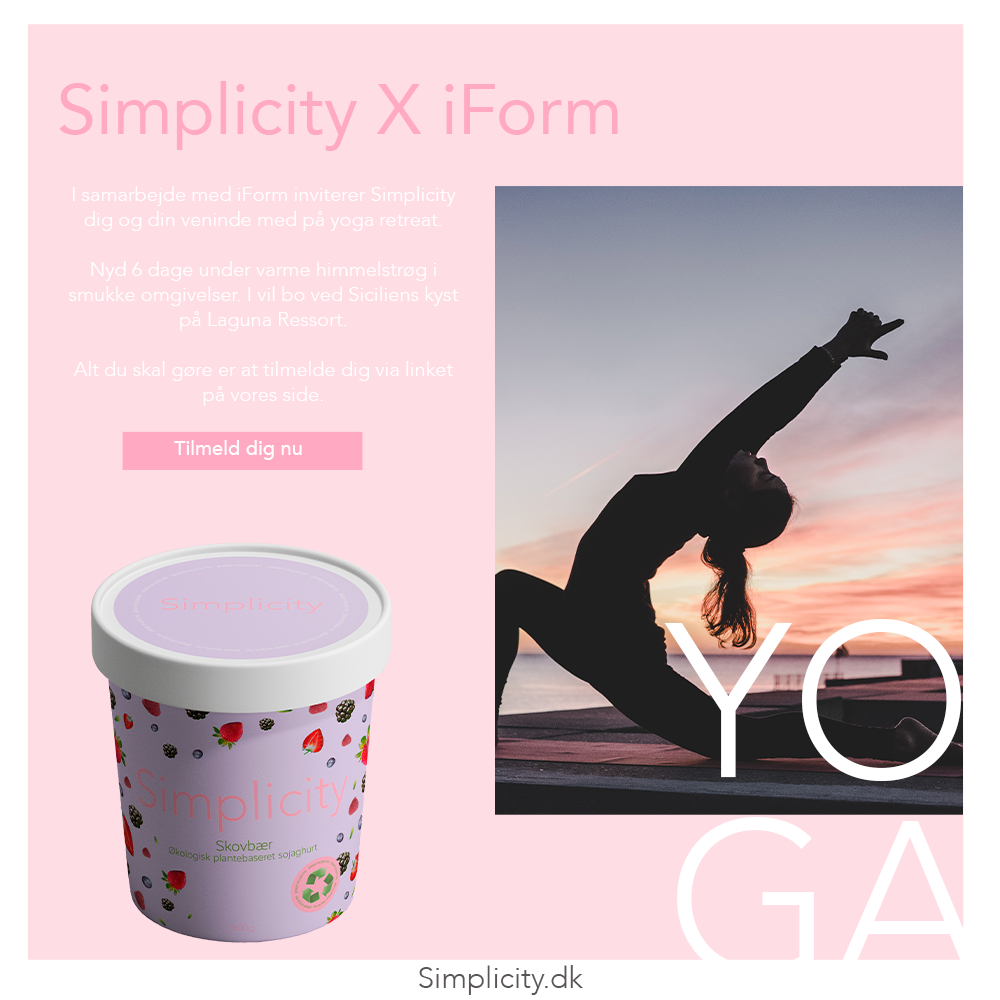 Simplicity X iForm
I samarbejde med iForm inviterer Simplicity
dig og din veninde med på yoga retreat.
Nyd 6 dage under varme himmelstrøg i
smukke omgivelser. I vil bo ved Siciliens kyst
på Laguna Ressort.
Alt du skal gøre er at tilmelde dig via linket
på vores side.
Tilmeld dig nu
Simplicity
Simplicity
Skovbær
Økologisk plantebaseret sojaghurt
YO
GA
Simplicity.dk